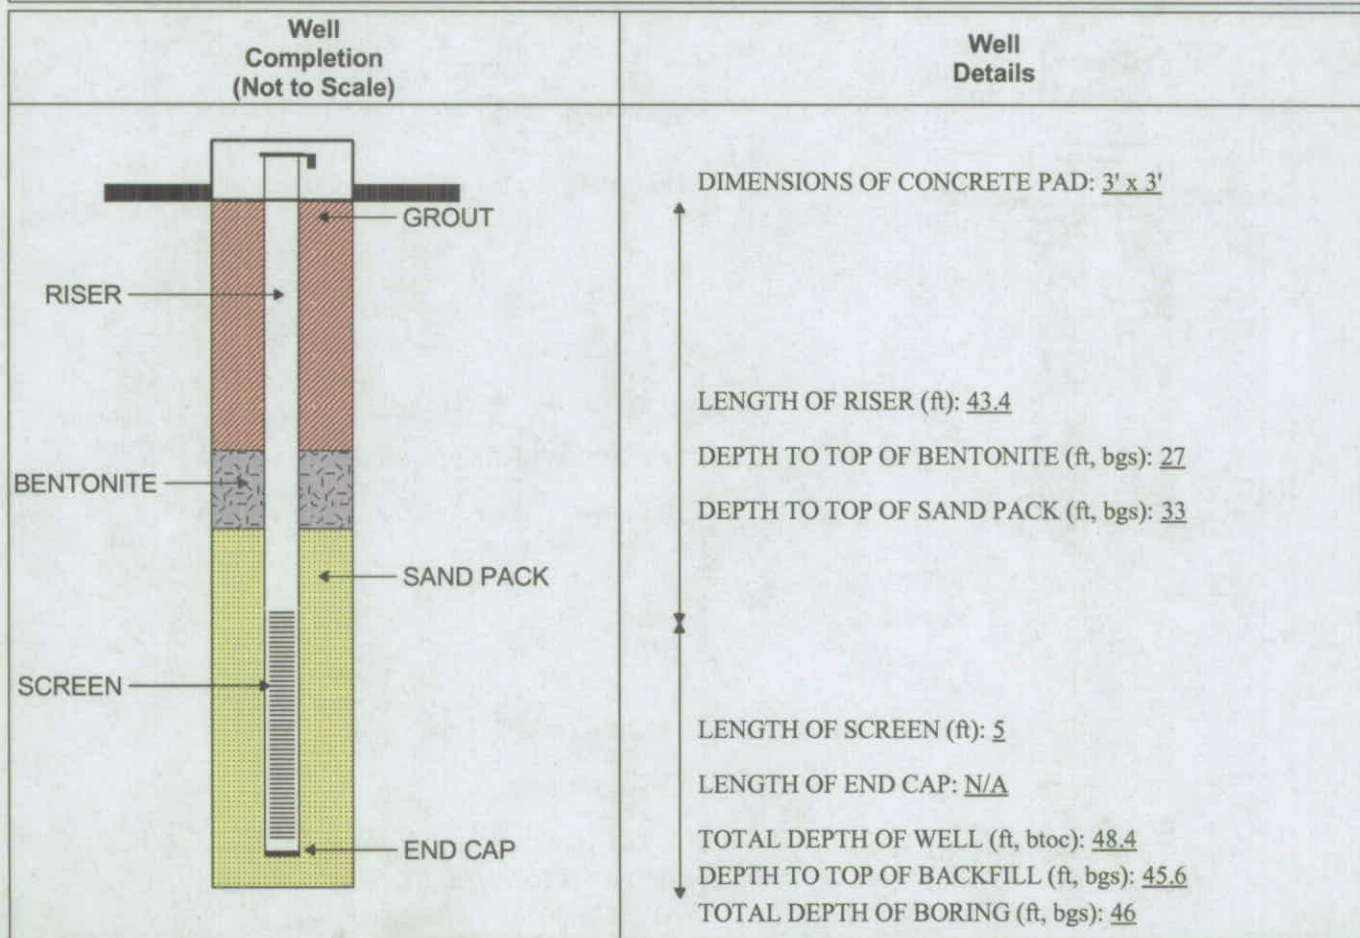 Well
Completion
(Not to Scale)
Well
Details
GROUT
RISER
BENTONITE
SAND PACK
SCREEN
END CAP
DIMENSIONS OF CONCRETE PAD: 3' x 3'
LENGTH OF RISER (ft): 43.4
DEPTH TO TOP OF BENTONITE (ft, bgs): 27
DEPTH TO TOP OF SAND PACK (ft, bgs): 33
LENGTH OF SCREEN (ft): 5
LENGTH OF END CAP: N/A
TOTAL DEPTH OF WELL (ft, btoc): 48.4
DEPTH TO TOP OF BACKFILL (ft, bgs): 45.6
TOTAL DEPTH OF BORING (ft, bgs): 46